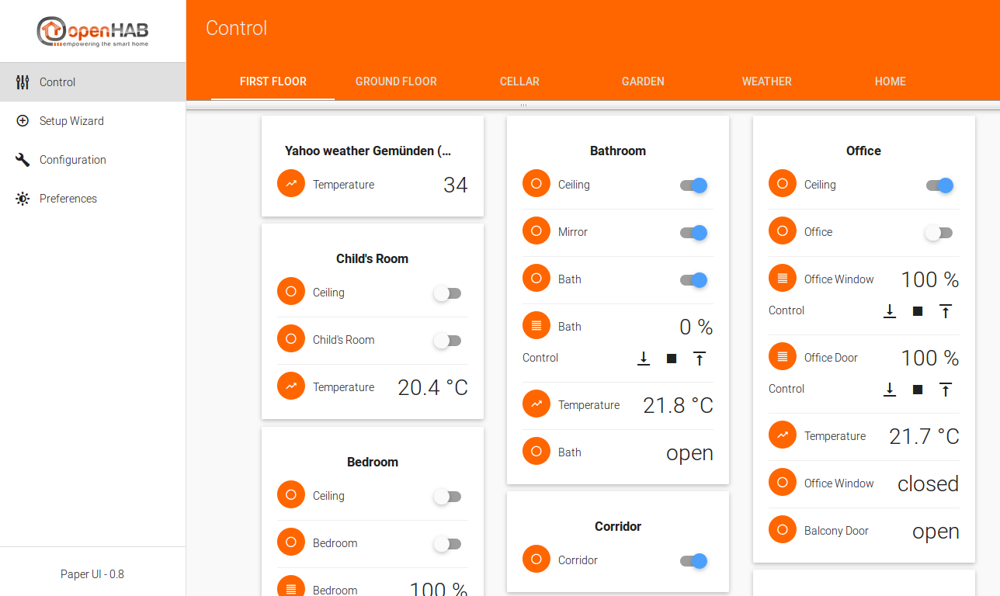 openHAB
empowering the smart home
Control
Setup Wizard
Configuration
Preferences
Paper UI - 0.8
Control
FIRST FLOOR GROUND FLOOR CELLAR GARDEN WEATHER HOME
Yahoo weather Gemünden (...
Temperature 34
Child's Room
Ceiling
Child's Room
Temperature 20.4 °C
Bedroom
Ceiling
Bedroom
Bedroom 100 %
Bathroom
Ceiling
Mirror
Bath
Bath 0 %
Control
Temperature 21.8 °C
Bath open
Corridor
Corridor
Office
Ceiling
Office
Office Window 100 %
Control
Office Door 100 %
Control
Temperature 21.7 °C
Office Window closed
Balcony Door open